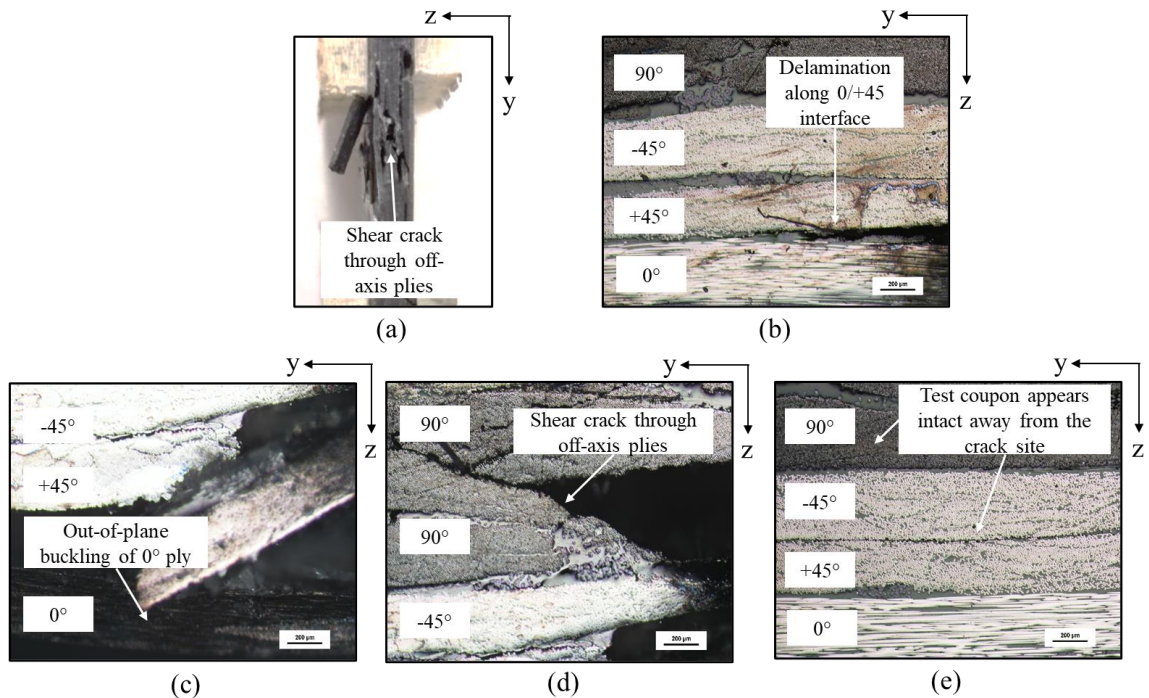 z
y
Shear crack
through off-
axis plies
(a)
y
z
90°
Delamination
along 0/+45
interface
-45°
+45°
0°
200 μm
(b)
y
z
-45°
+45°
Out-of-plane
buckling of 0° ply
0°
200 μm
(c)
y
z
90°
Shear crack through
off-axis plies
90°
-45°
200 μm
(d)
y
z
90°
Test coupon appears
intact away from the
crack site
-45°
+45°
0°
200 μm
(e)